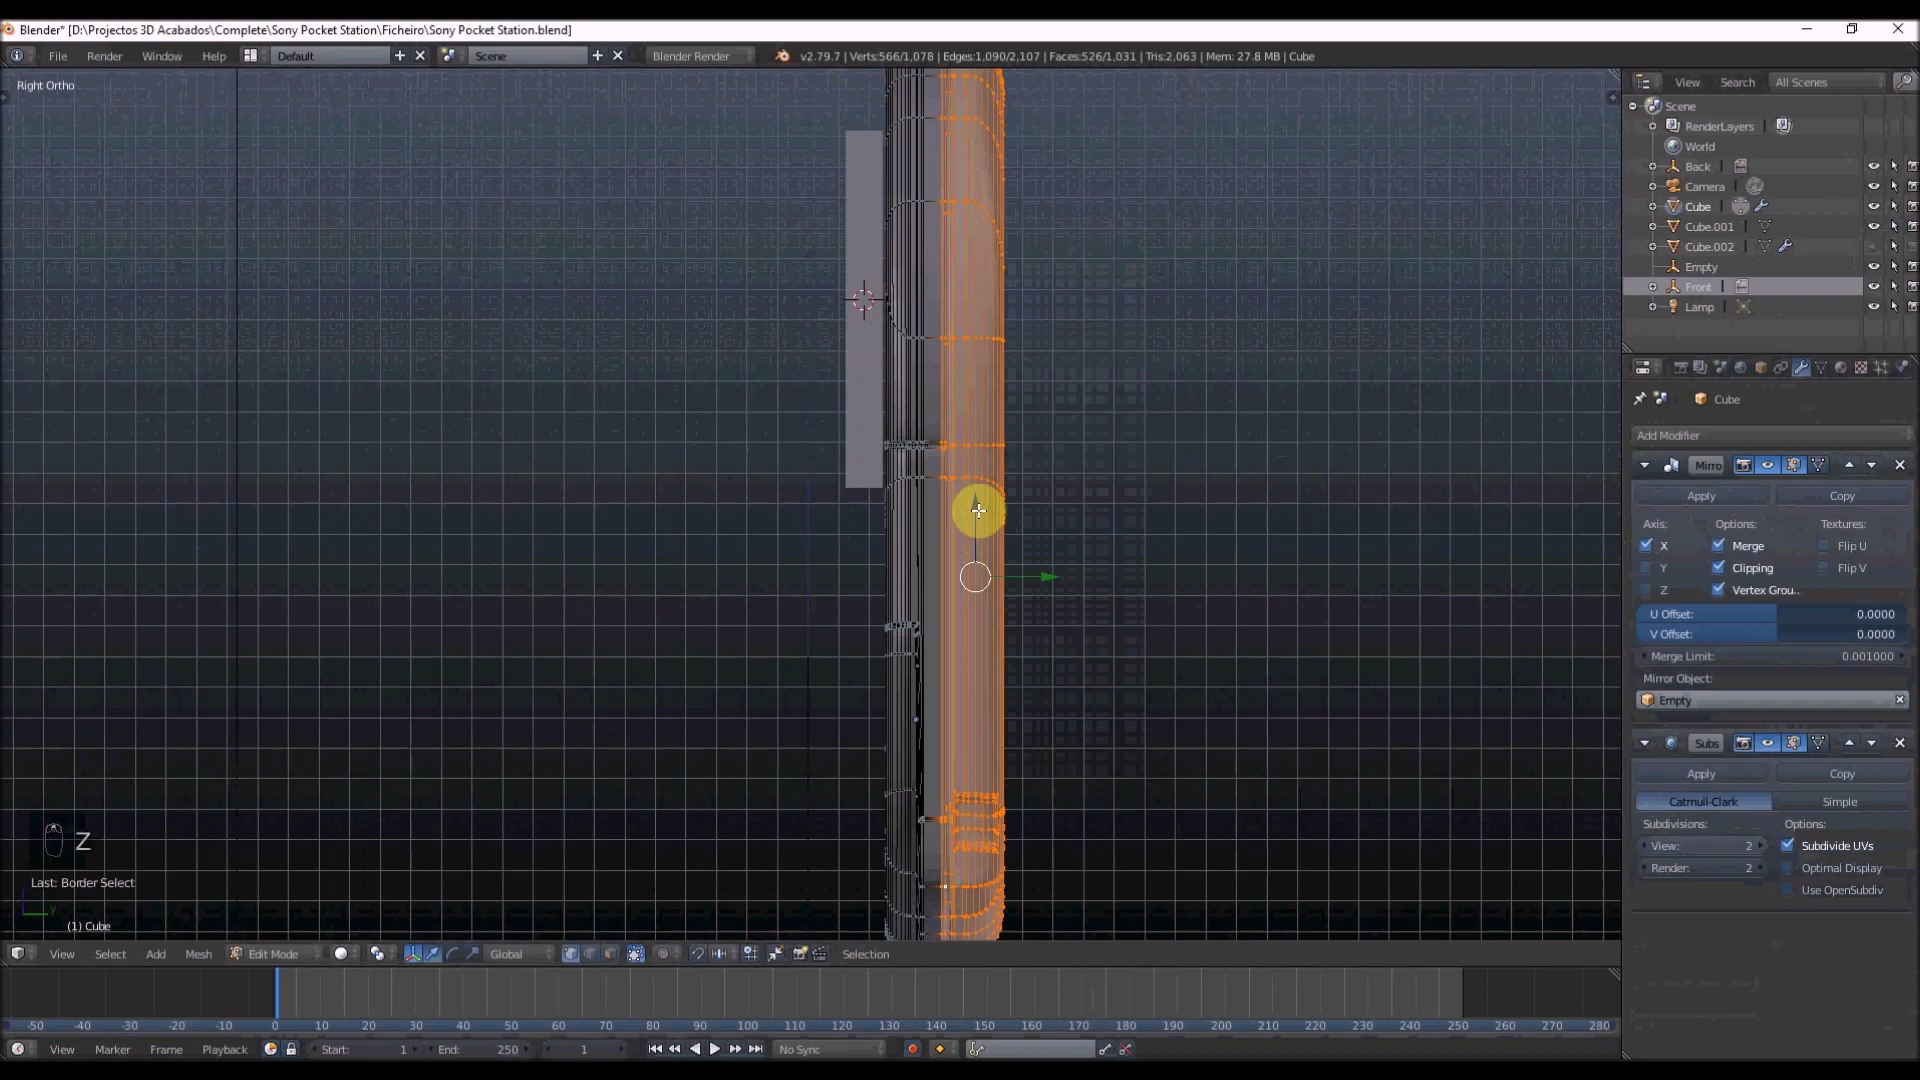 Blender* [D:\Projectos 3D Acabados\Complete\Sony Pocket Station\Ficheiro\Sony Pocket Station.blend]
File Render Window Help Default Scene Blender Render v2.79.7 | Verts:566/1,078 | Edges:1,090/2,107 | Faces:526/1,031 | Tris:2,063 | Mem: 27.8 MB | Cube
Right Ortho
View Search All Scenes
Scene
RenderLayers
World
Back
Camera
Cube
Cube.001
Cube.002
Empty
Front
Lamp
Cube
Add Modifier
Mirro
Apply Copy
Axis: Options: Textures:
X Merge Flip U
Y Clipping Flip V
Z Vertex Grou..
U Offset: 0.0000
V Offset: 0.0000
Merge Limit: 0.001000
Mirror Object:
Empty
Subs
Apply Copy
Catmull-Clark Simple
Subdivisions: Options:
View: 2 Subdivide UVs
Render: 2 Optimal Display
Use OpenSubdiv
Z
Last: Border Select
y
(1) Cube
View Select Add Mesh Edit Mode Global Selection
-50 -40 -30 -20 -10 0 10 20 30 40 50 60 70 80 90 100 110 120 130 140 150 160 170 180 190 200 210 220 230 240 250 260 270 280
View Marker Frame Playback Start: 1 End: 250 1 No Sync